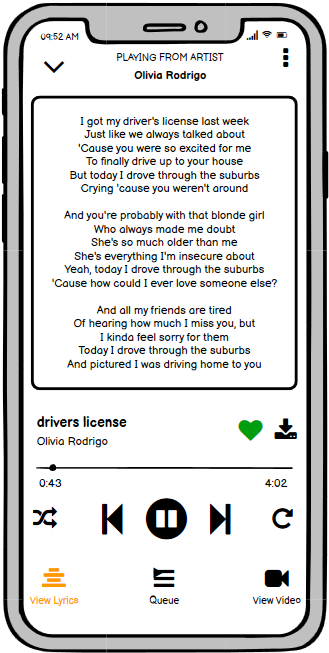 09:52 AM
PLAYING FROM ARTIST
Olivia Rodrigo
I got my driver's license last week
Just like we always talked about
'Cause you were so excited for me
To finally drive up to your house
But today I drove through the suburbs
Crying 'cause you weren't around
And you're probably with that blonde girl
Who always made me doubt
She's so much older than me
She's everything I'm insecure about
Yeah, today I drove through the suburbs
'Cause how could I ever love someone else?
And all my friends are tired
Of hearing how much I miss you, but
I kinda feel sorry for them
Today I drove through the suburbs
And pictured I was driving home to you
drivers license
Olivia Rodrigo
0:43 4:02
View Lyrics Queue View Video